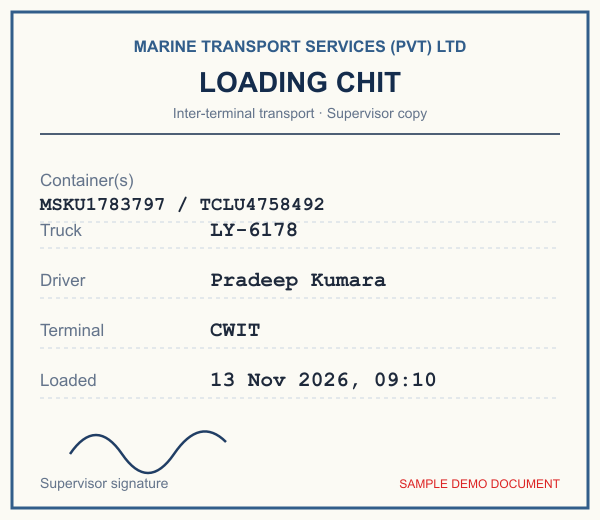 MARINE TRANSPORT SERVICES (PVT) LTD
LOADING CHIT
Inter-terminal transport · Supervisor copy
Container(s)
MSKU1783797 / TCLU4758492
Truck LY-6178
Driver Pradeep Kumara
Terminal CWIT
Loaded 13 Nov 2026, 09:10
Supervisor signature
SAMPLE DEMO DOCUMENT